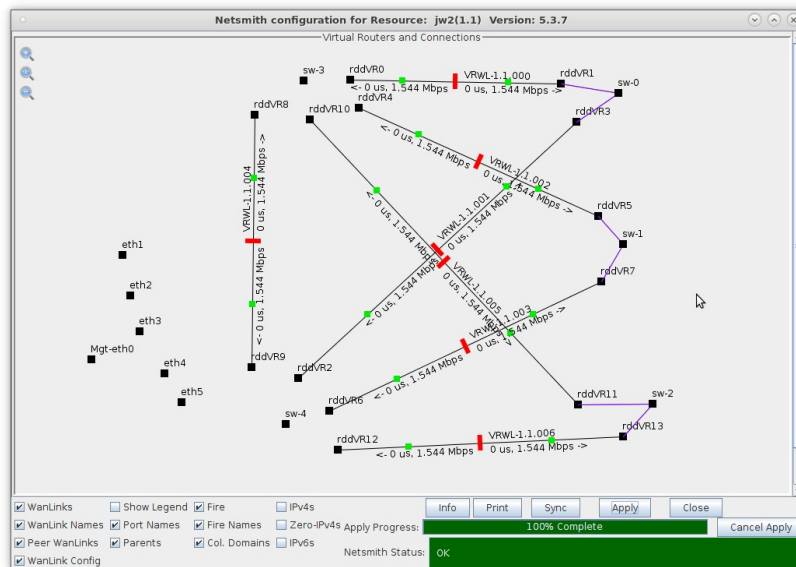 Netsmith configuration for Resource: jw2(1.1) Version: 5.3.7
Virtual Routers and Connections
sw-3
rddVR0
VRWL-1.1.000
rddVR1
<- 0 us, 1.544 Mbps
0 us, 1.544 Mbps ->
sw-0
rddVR8
rddVR10
rddVR4
rddVR3
<- 0 us, 1.544 Mbps
VRWL-1.1.002
0 us, 1.544 Mbps ->
VRWL-1.1.004
0 us, 1.544 Mbps ->
<- 0 us, 1.544 Mbps
VRWL-1.1.001
0 us, 1.544 Mbps ->
<- 0 us, 1.544 Mbps
rddVR5
sw-1
<- 0 us, 1.544 Mbps
VRWL-1.1.005
0 us, 1.544 Mbps ->
rddVR7
eth1
eth2
eth3
Mgt-eth0
eth4
eth5
VRWL-1.1.003
0 us, 1.544 Mbps ->
<- 0 us, 1.544 Mbps
rddVR9
rddVR2
rddVR6
sw-4
rddVR11
sw-2
rddVR12
VRWL-1.1.006
rddVR13
<- 0 us, 1.544 Mbps
0 us, 1.544 Mbps ->
WanLinks
Show Legend
Fire
IPv4s
Info
Print
Sync
Apply
Close
WanLink Names
Port Names
Fire Names
Zero-IPv4s
Apply Progress:
100% Complete
Cancel Apply
Peer WanLinks
Parents
Col. Domains
IPv6s
Netsmith Status:
OK
WanLink Config